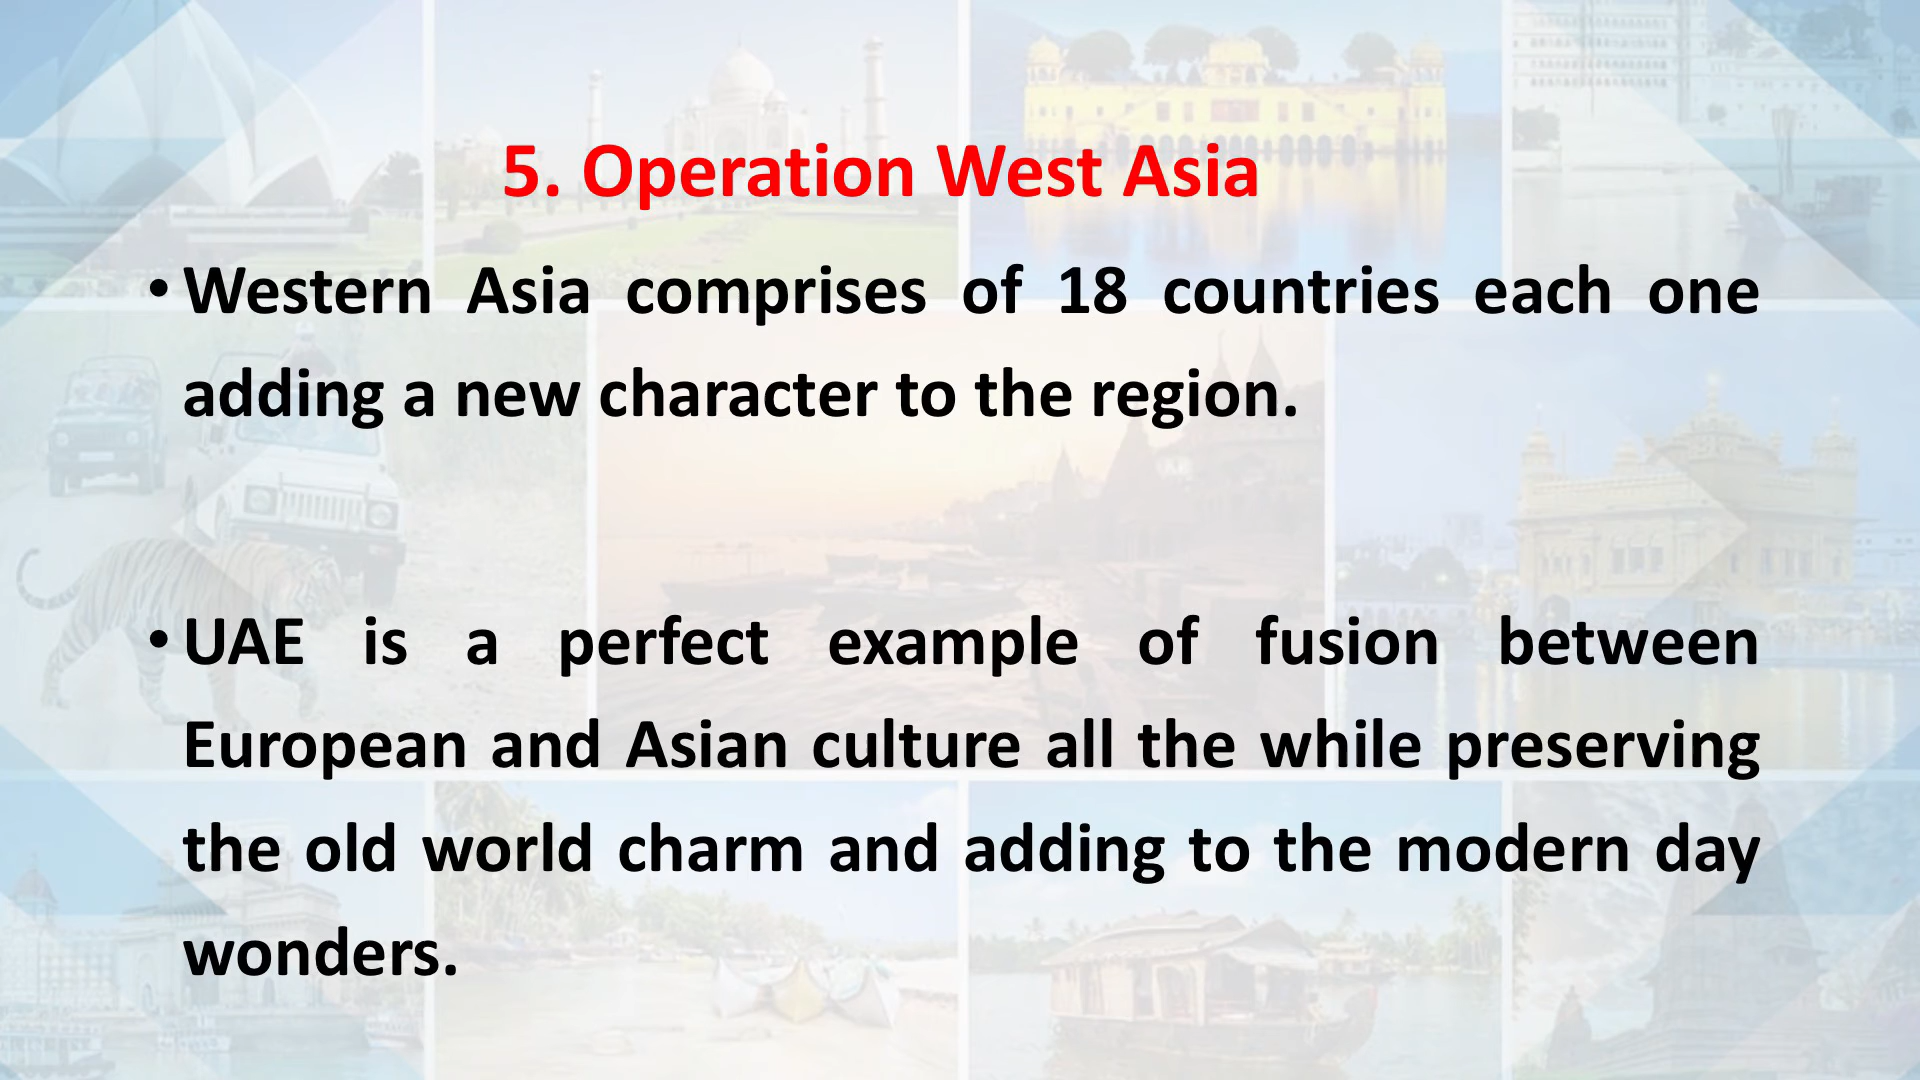 5. Operation West Asia
• Western Asia comprises of 18 countries each one
adding a new character to the region.
• UAE is a perfect example of fusion between
European and Asian culture all the while preserving
the old world charm and adding to the modern day
wonders.